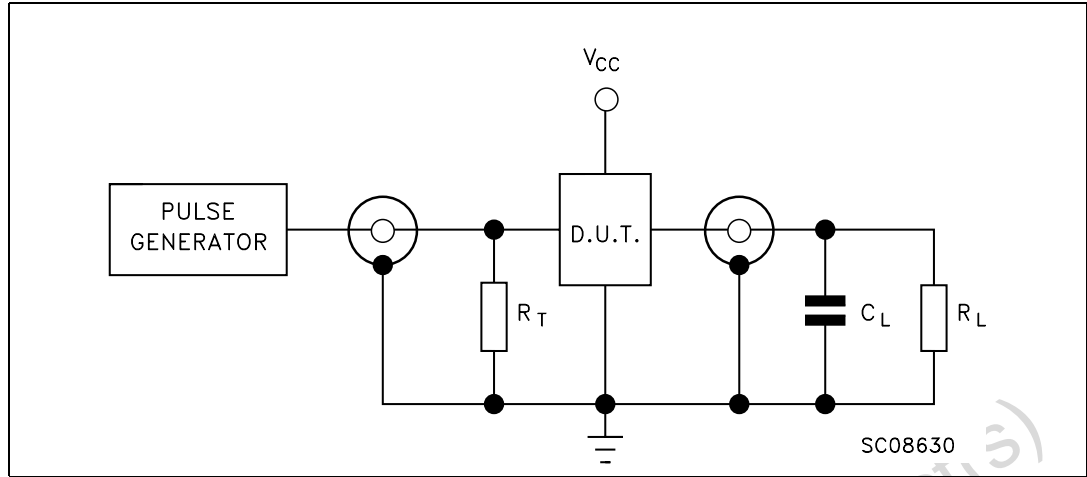 VCC
PULSE
GENERATOR
D.U.T.
RT
CL
RL
SC08630